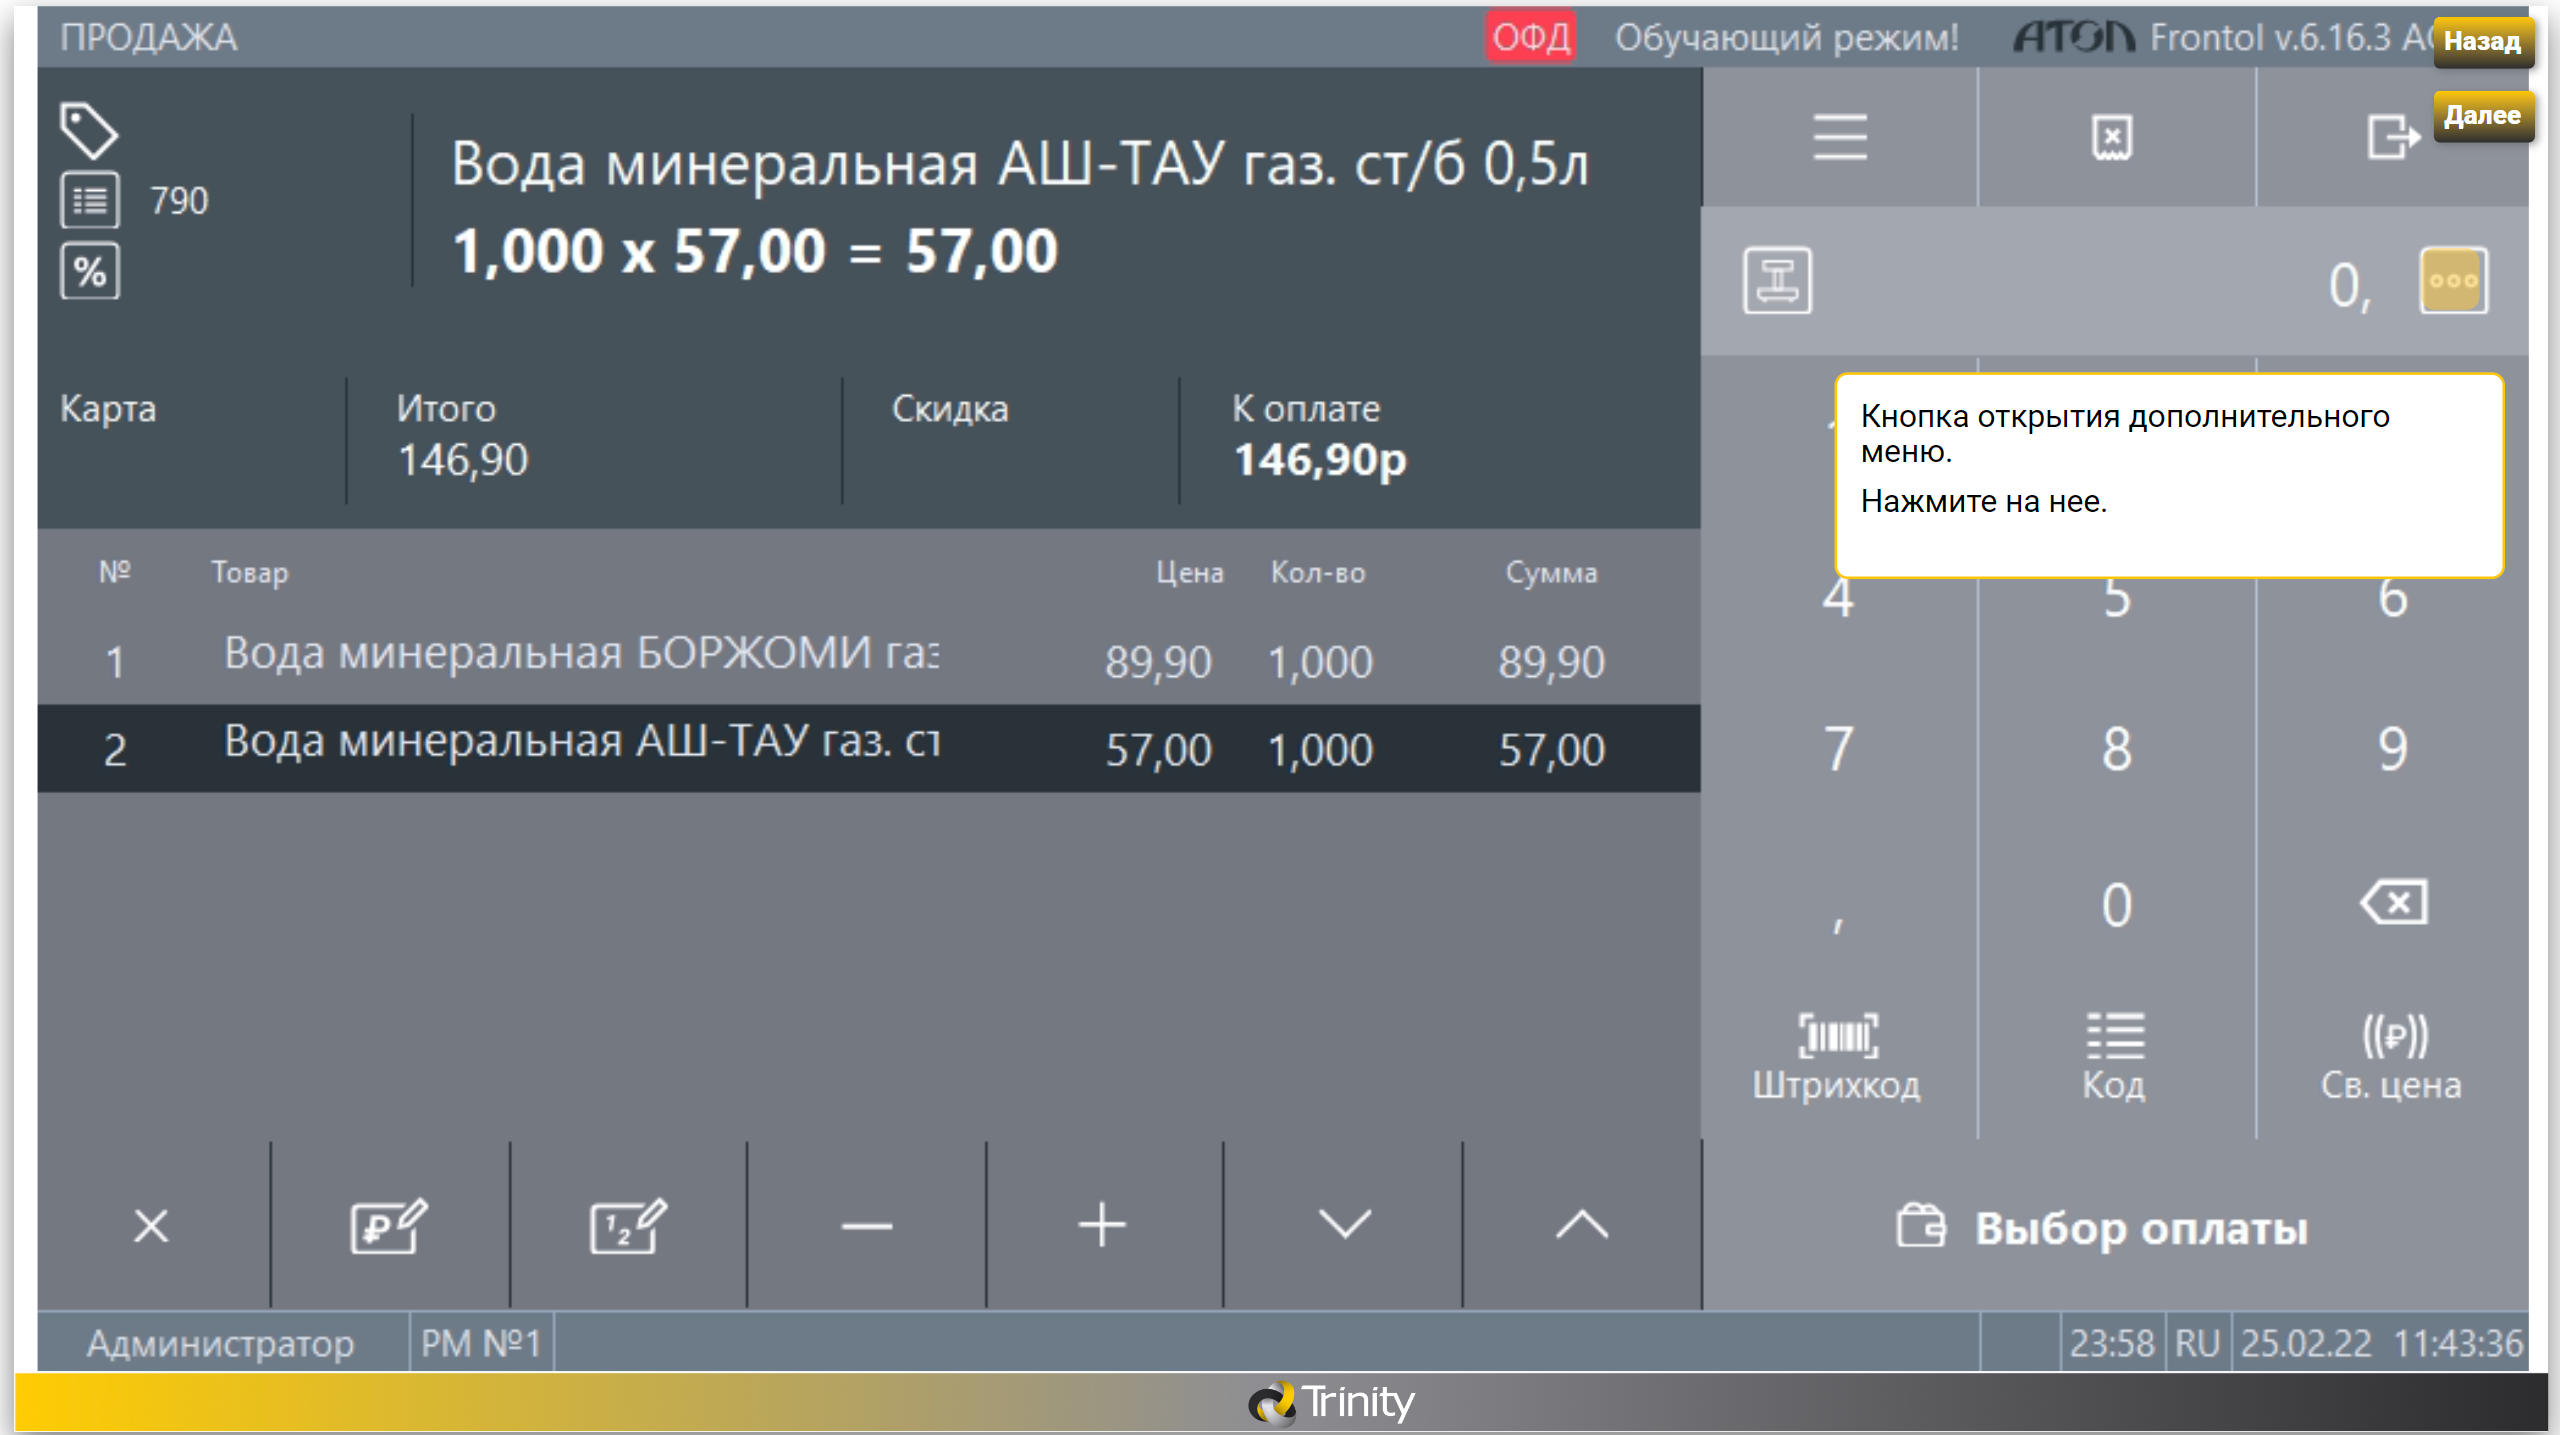 ПРОДАЖА
ОФД
Обучающий режим!
АТОЛ Frontol v.6.16.3
Назад
Далее
790
%
Вода минеральная АШ-ТАУ газ. ст/б 0,5л
1,000 x 57,00 = 57,00
0,
Карта
Итого
146,90
Скидка
К оплате
146,90р
Кнопка открытия дополнительного
меню.
Нажмите на нее.
№ Товар Цена Кол-во Сумма
1 Вода минеральная БОРЖОМИ газ 89,90 1,000 89,90
2 Вода минеральная АШ-ТАУ газ. ст 57,00 1,000 57,00
4 5 6
7 8 9
, 0
Штрихкод Код Св. цена
Выбор оплаты
Администратор РМ №1 23:58 RU 25.02.22 11:43:36
Trinity